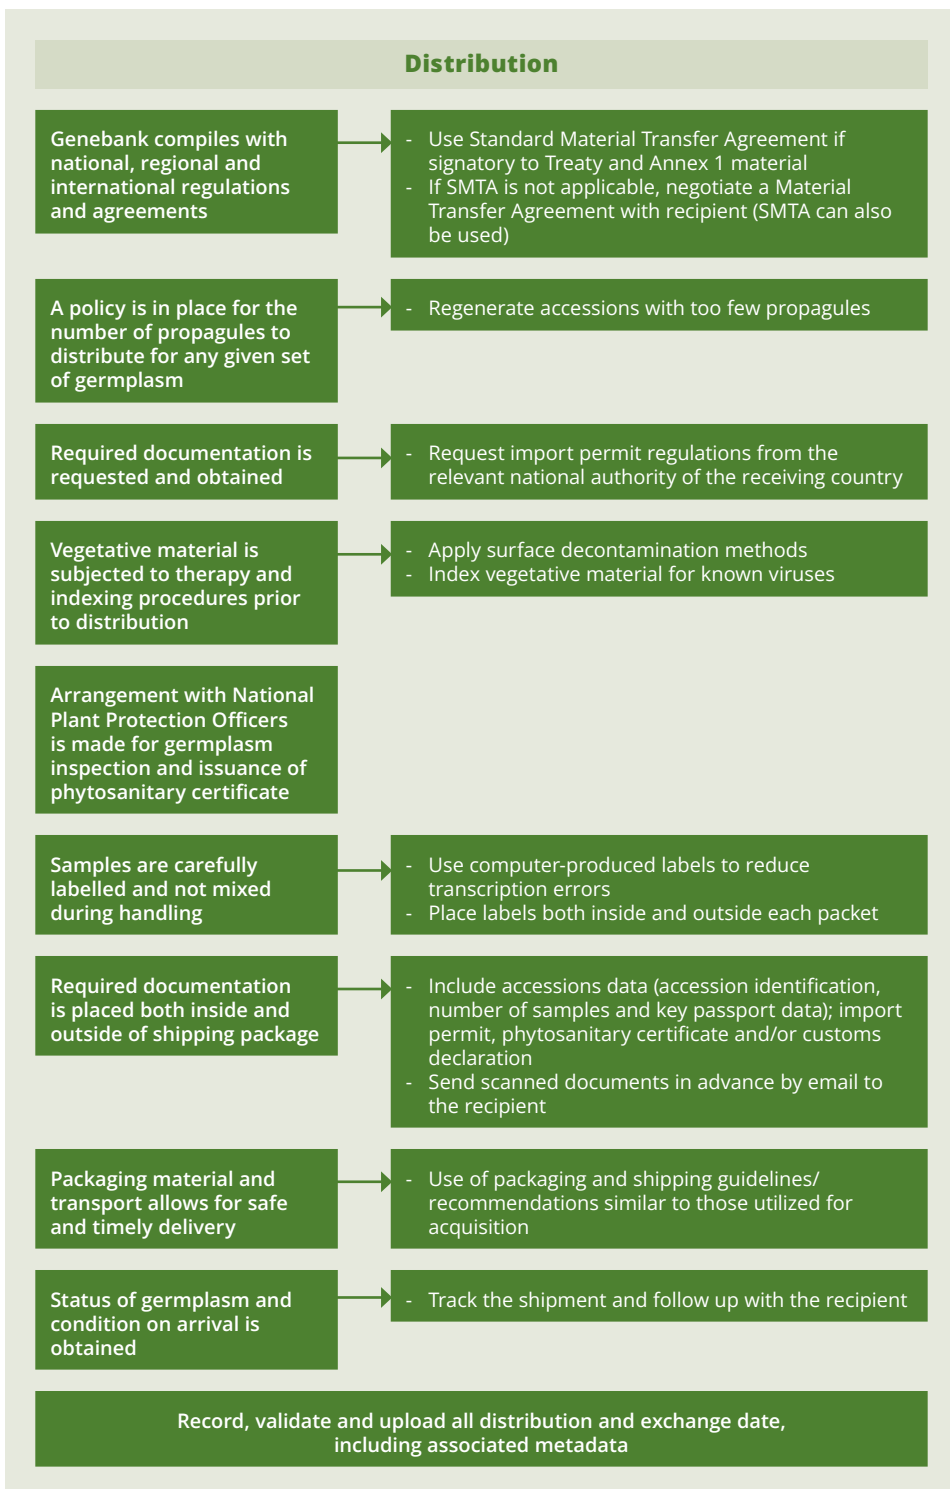 Distribution
Genebank compiles with
national, regional and
international regulations
and agreements
- Use Standard Material Transfer Agreement if
signatory to Treaty and Annex 1 material
- If SMTA is not applicable, negotiate a Material
Transfer Agreement with recipient (SMTA can also
be used)
A policy is in place for the
number of propagules to
distribute for any given set
of germplasm
- Regenerate accessions with too few propagules
Required documentation is
requested and obtained
- Request import permit regulations from the
relevant national authority of the receiving country
Vegetative material is
subjected to therapy and
indexing procedures prior
to distribution
- Apply surface decontamination methods
- Index vegetative material for known viruses
Arrangement with National
Plant Protection Officers
is made for germplasm
inspection and issuance of
phytosanitary certificate
Samples are carefully
labelled and not mixed
during handling
- Use computer-produced labels to reduce
transcription errors
- Place labels both inside and outside each packet
Required documentation
is placed both inside and
outside of shipping package
- Include accessions data (accession identification,
number of samples and key passport data); import
permit, phytosanitary certificate and/or customs
declaration
- Send scanned documents in advance by email to
the recipient
Packaging material and
transport allows for safe
and timely delivery
- Use of packaging and shipping guidelines/
recommendations similar to those utilized for
acquisition
Status of germplasm and
condition on arrival is
obtained
- Track the shipment and follow up with the recipient
Record, validate and upload all distribution and exchange date,
including associated metadata